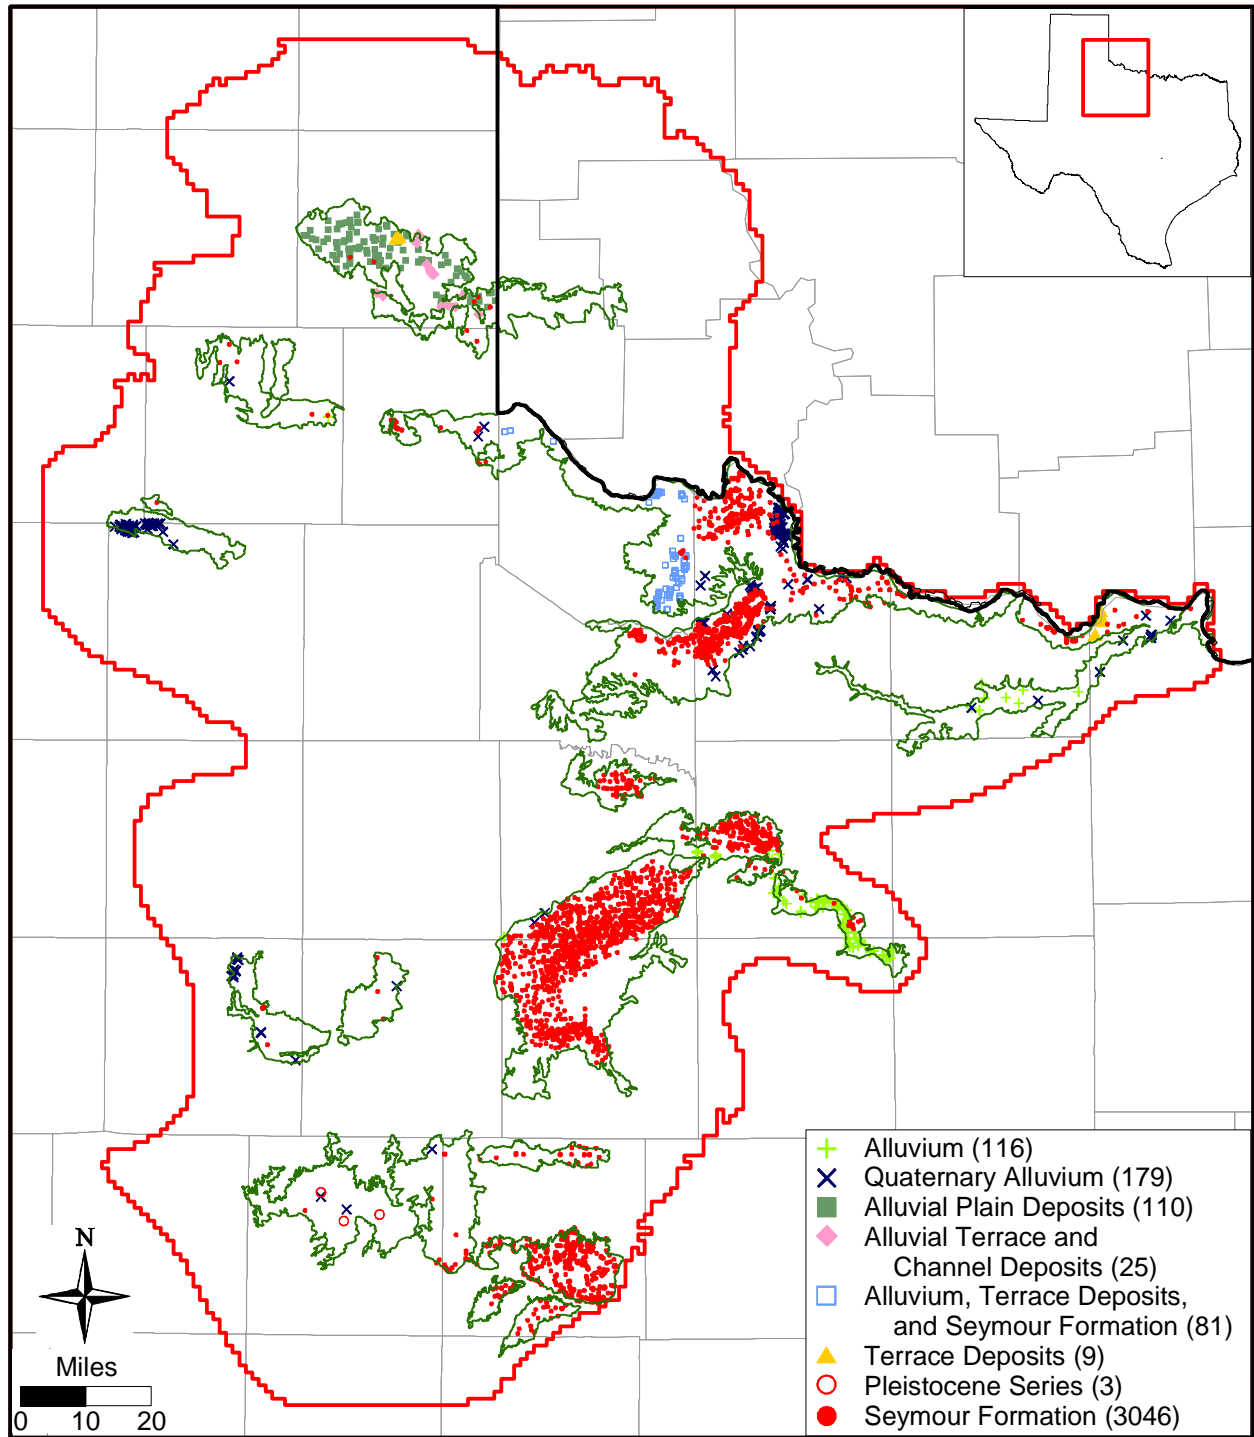 Alluvium (116)
Quaternary Alluvium (179)
Alluvial Plain Deposits (110)
Alluvial Terrace and
Channel Deposits (25)
Alluvium, Terrace Deposits,
and Seymour Formation (81)
Terrace Deposits (9)
Pleistocene Series (3)
Seymour Formation (3046)
N
Miles
0 10 20